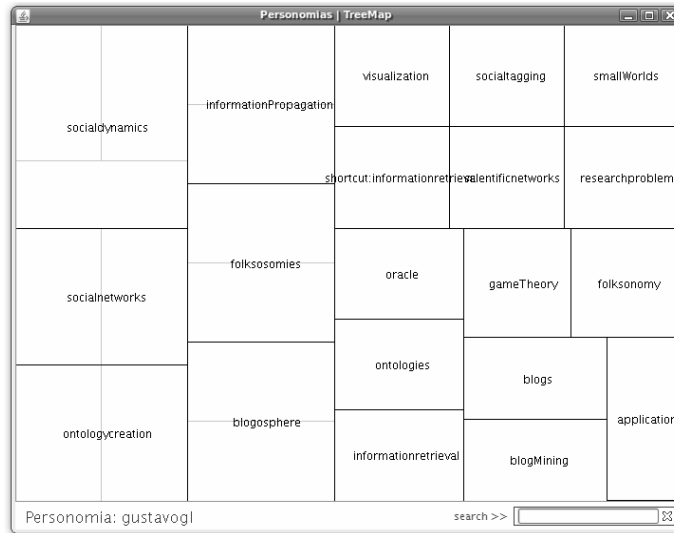 Personomias | TreeMap
visualization
socialtagging
smallWorlds
informationPropagation
socialdynamics
shortcut:informationretrieval
researchproblem
folksosomies
oracle
gameTheory
folksonomy
socialnetworks
ontologies
blogs
blogosphere
application
ontologycreation
informationretrieval
blogMining
Personomia: gustavogl
search >>